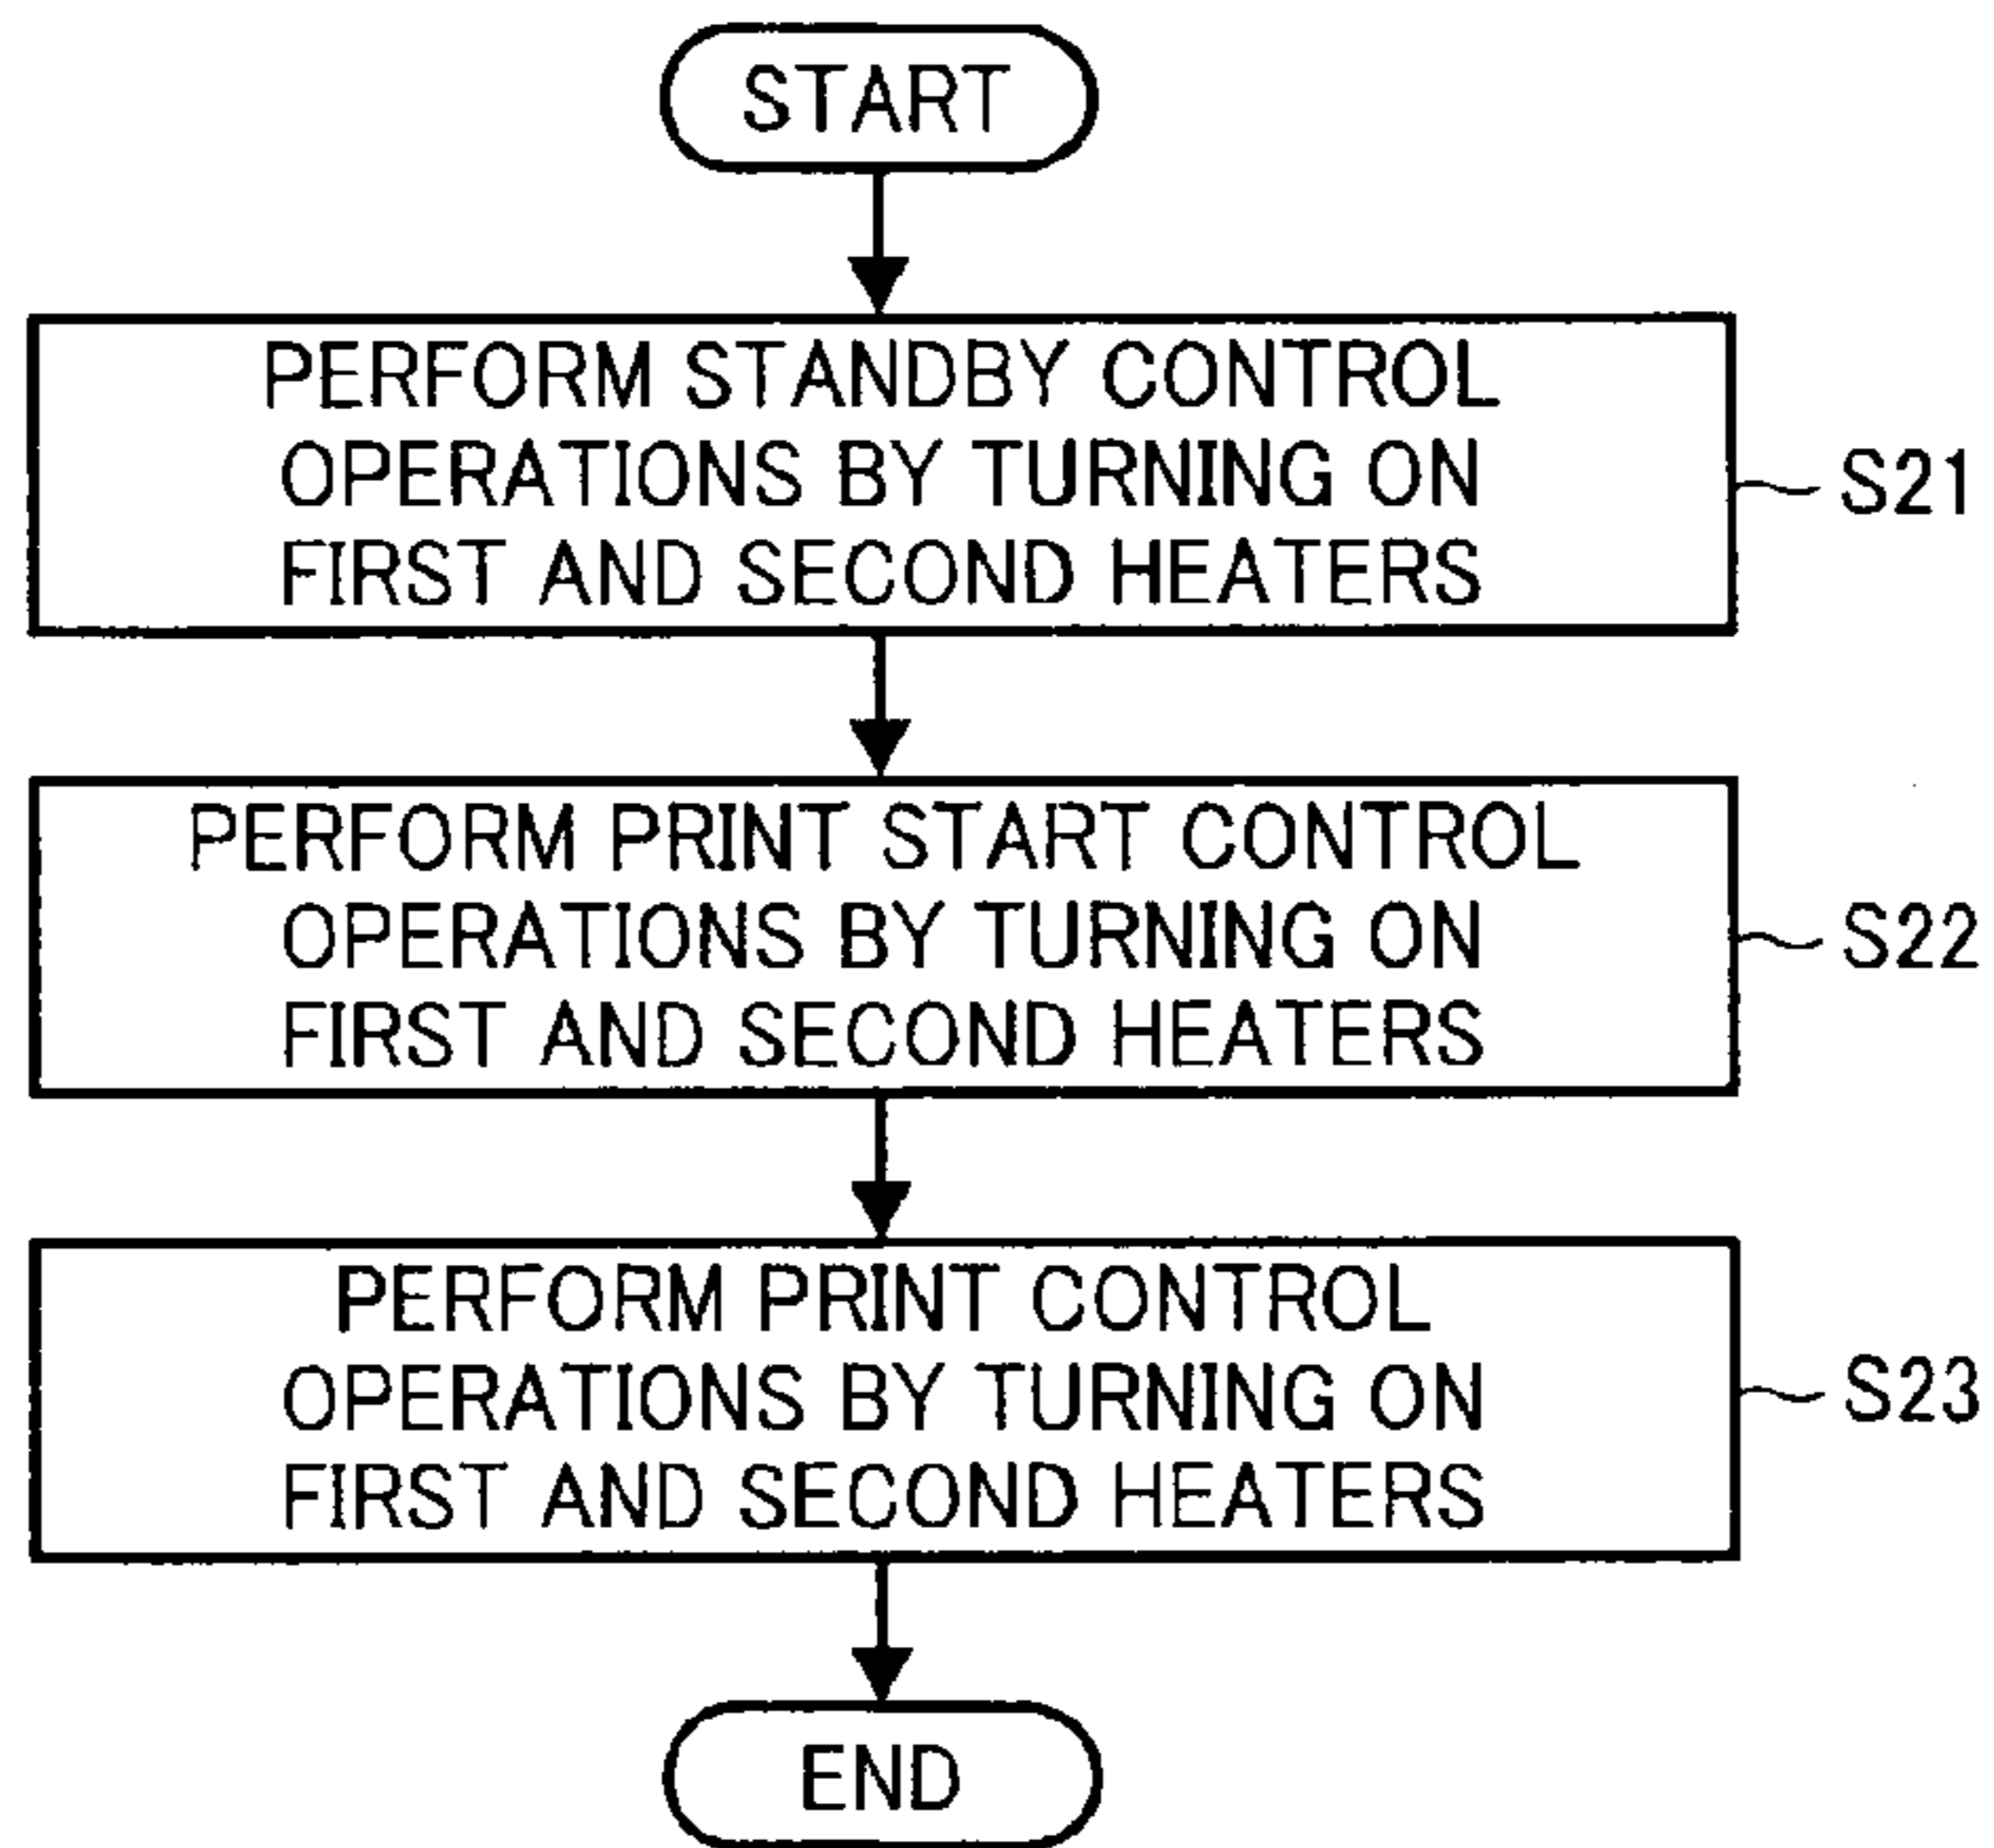 START
PERFORM STANDBY CONTROL
OPERATIONS BY TURNING ON
FIRST AND SECOND HEATERS
S21
PERFORM PRINT START CONTROL
OPERATIONS BY TURNING ON
FIRST AND SECOND HEATERS
S22
PERFORM PRINT CONTROL
OPERATIONS BY TURNING ON
FIRST AND SECOND HEATERS
S23
END